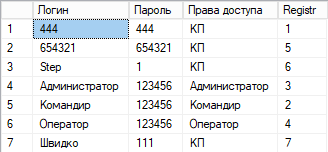 Логин Пароль Права доступа Registr
1 444 444 КП 1
2 654321 654321 КП 5
3 Step 1 КП 6
4 Администратор 123456 Администратор 3
5 Командир 123456 Командир 2
6 Оператор 123456 Оператор 4
7 Швидко 111 КП 7